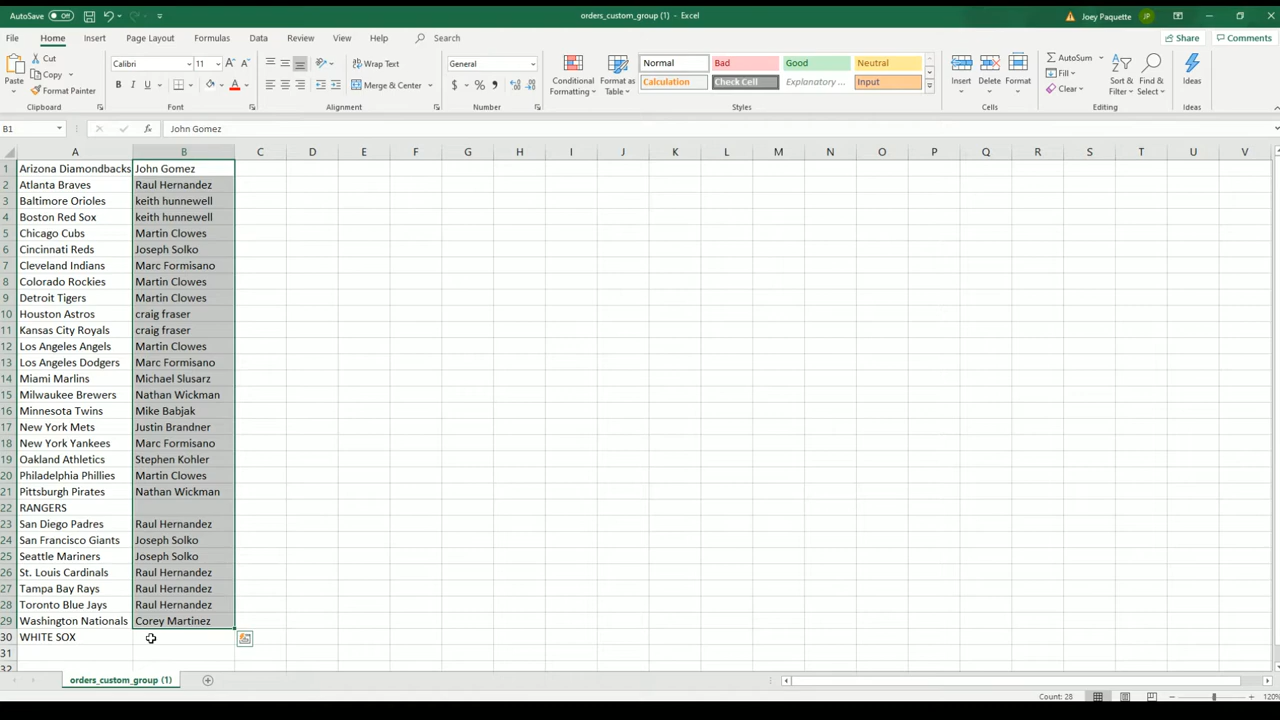 AutoSave Off
orders_custom_group (1) - Excel
Joey Paquette JP
File Home Insert Page Layout Formulas Data Review View Help Search
Share Comments
Paste Cut Copy Format Painter Clipboard
Calibri 11 A A B I U A Font
Wrap Text Merge & Center Alignment
General $ % Number
Conditional Formatting Format as Table
Normal Bad Good Neutral
Calculation Check Cell Explanatory ... Input
Styles
Insert Delete Format Cells
AutoSum Fill Clear Sort & Filter Find & Select Editing
Ideas Ideas
B1 fx John Gomez
A B C D E F G H I J K L M N O P Q R S T U V
1 Arizona Diamondbacks John Gomez
2 Atlanta Braves Raul Hernandez
3 Baltimore Orioles keith hunnewell
4 Boston Red Sox keith hunnewell
5 Chicago Cubs Martin Clowes
6 Cincinnati Reds Joseph Solko
7 Cleveland Indians Marc Formisano
8 Colorado Rockies Martin Clowes
9 Detroit Tigers Martin Clowes
10 Houston Astros craig fraser
11 Kansas City Royals craig fraser
12 Los Angeles Angels Martin Clowes
13 Los Angeles Dodgers Marc Formisano
14 Miami Marlins Michael Slusarz
15 Milwaukee Brewers Nathan Wickman
16 Minnesota Twins Mike Babjak
17 New York Mets Justin Brandner
18 New York Yankees Marc Formisano
19 Oakland Athletics Stephen Kohler
20 Philadelphia Phillies Martin Clowes
21 Pittsburgh Pirates Nathan Wickman
22 RANGERS
23 San Diego Padres Raul Hernandez
24 San Francisco Giants Joseph Solko
25 Seattle Mariners Joseph Solko
26 St. Louis Cardinals Raul Hernandez
27 Tampa Bay Rays Raul Hernandez
28 Toronto Blue Jays Raul Hernandez
29 Washington Nationals Corey Martinez
30 WHITE SOX
31
32
orders_custom_group (1)
Count: 28 120%